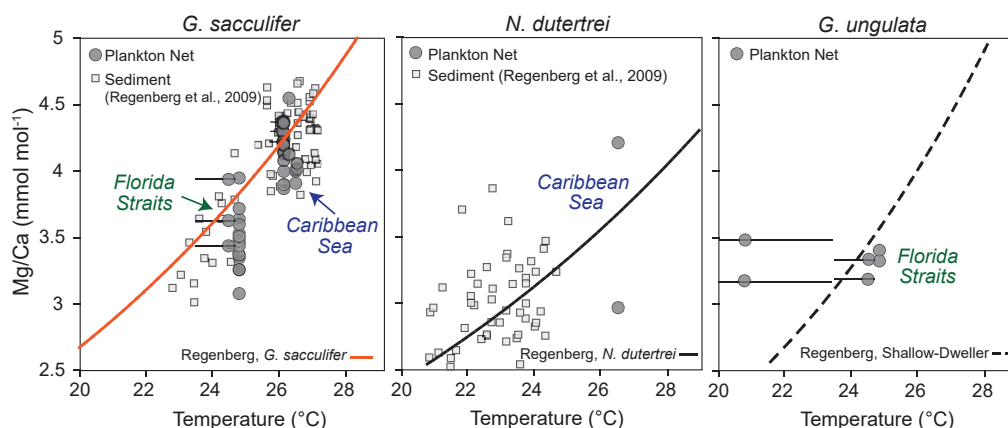 G. sacculifer
N. dutertrei
G. ungulata
Mg/Ca (mmol mol⁻¹)
5
4.5
4
3.5
3
2.5
Plankton Net
Sediment
(Regenberg et al., 2009)
Florida
Straits
Caribbean
Sea
Regenberg, G. sacculifer
20 22 24 26 28
Temperature (°C)
Plankton Net
Sediment (Regenberg et al., 2009)
Caribbean
Sea
Regenberg, N. dutertrei
20 22 24 26 28
Temperature (°C)
Plankton Net
Florida
Straits
Regenberg, Shallow-Dweller
20 22 24 26 28
Temperature (°C)